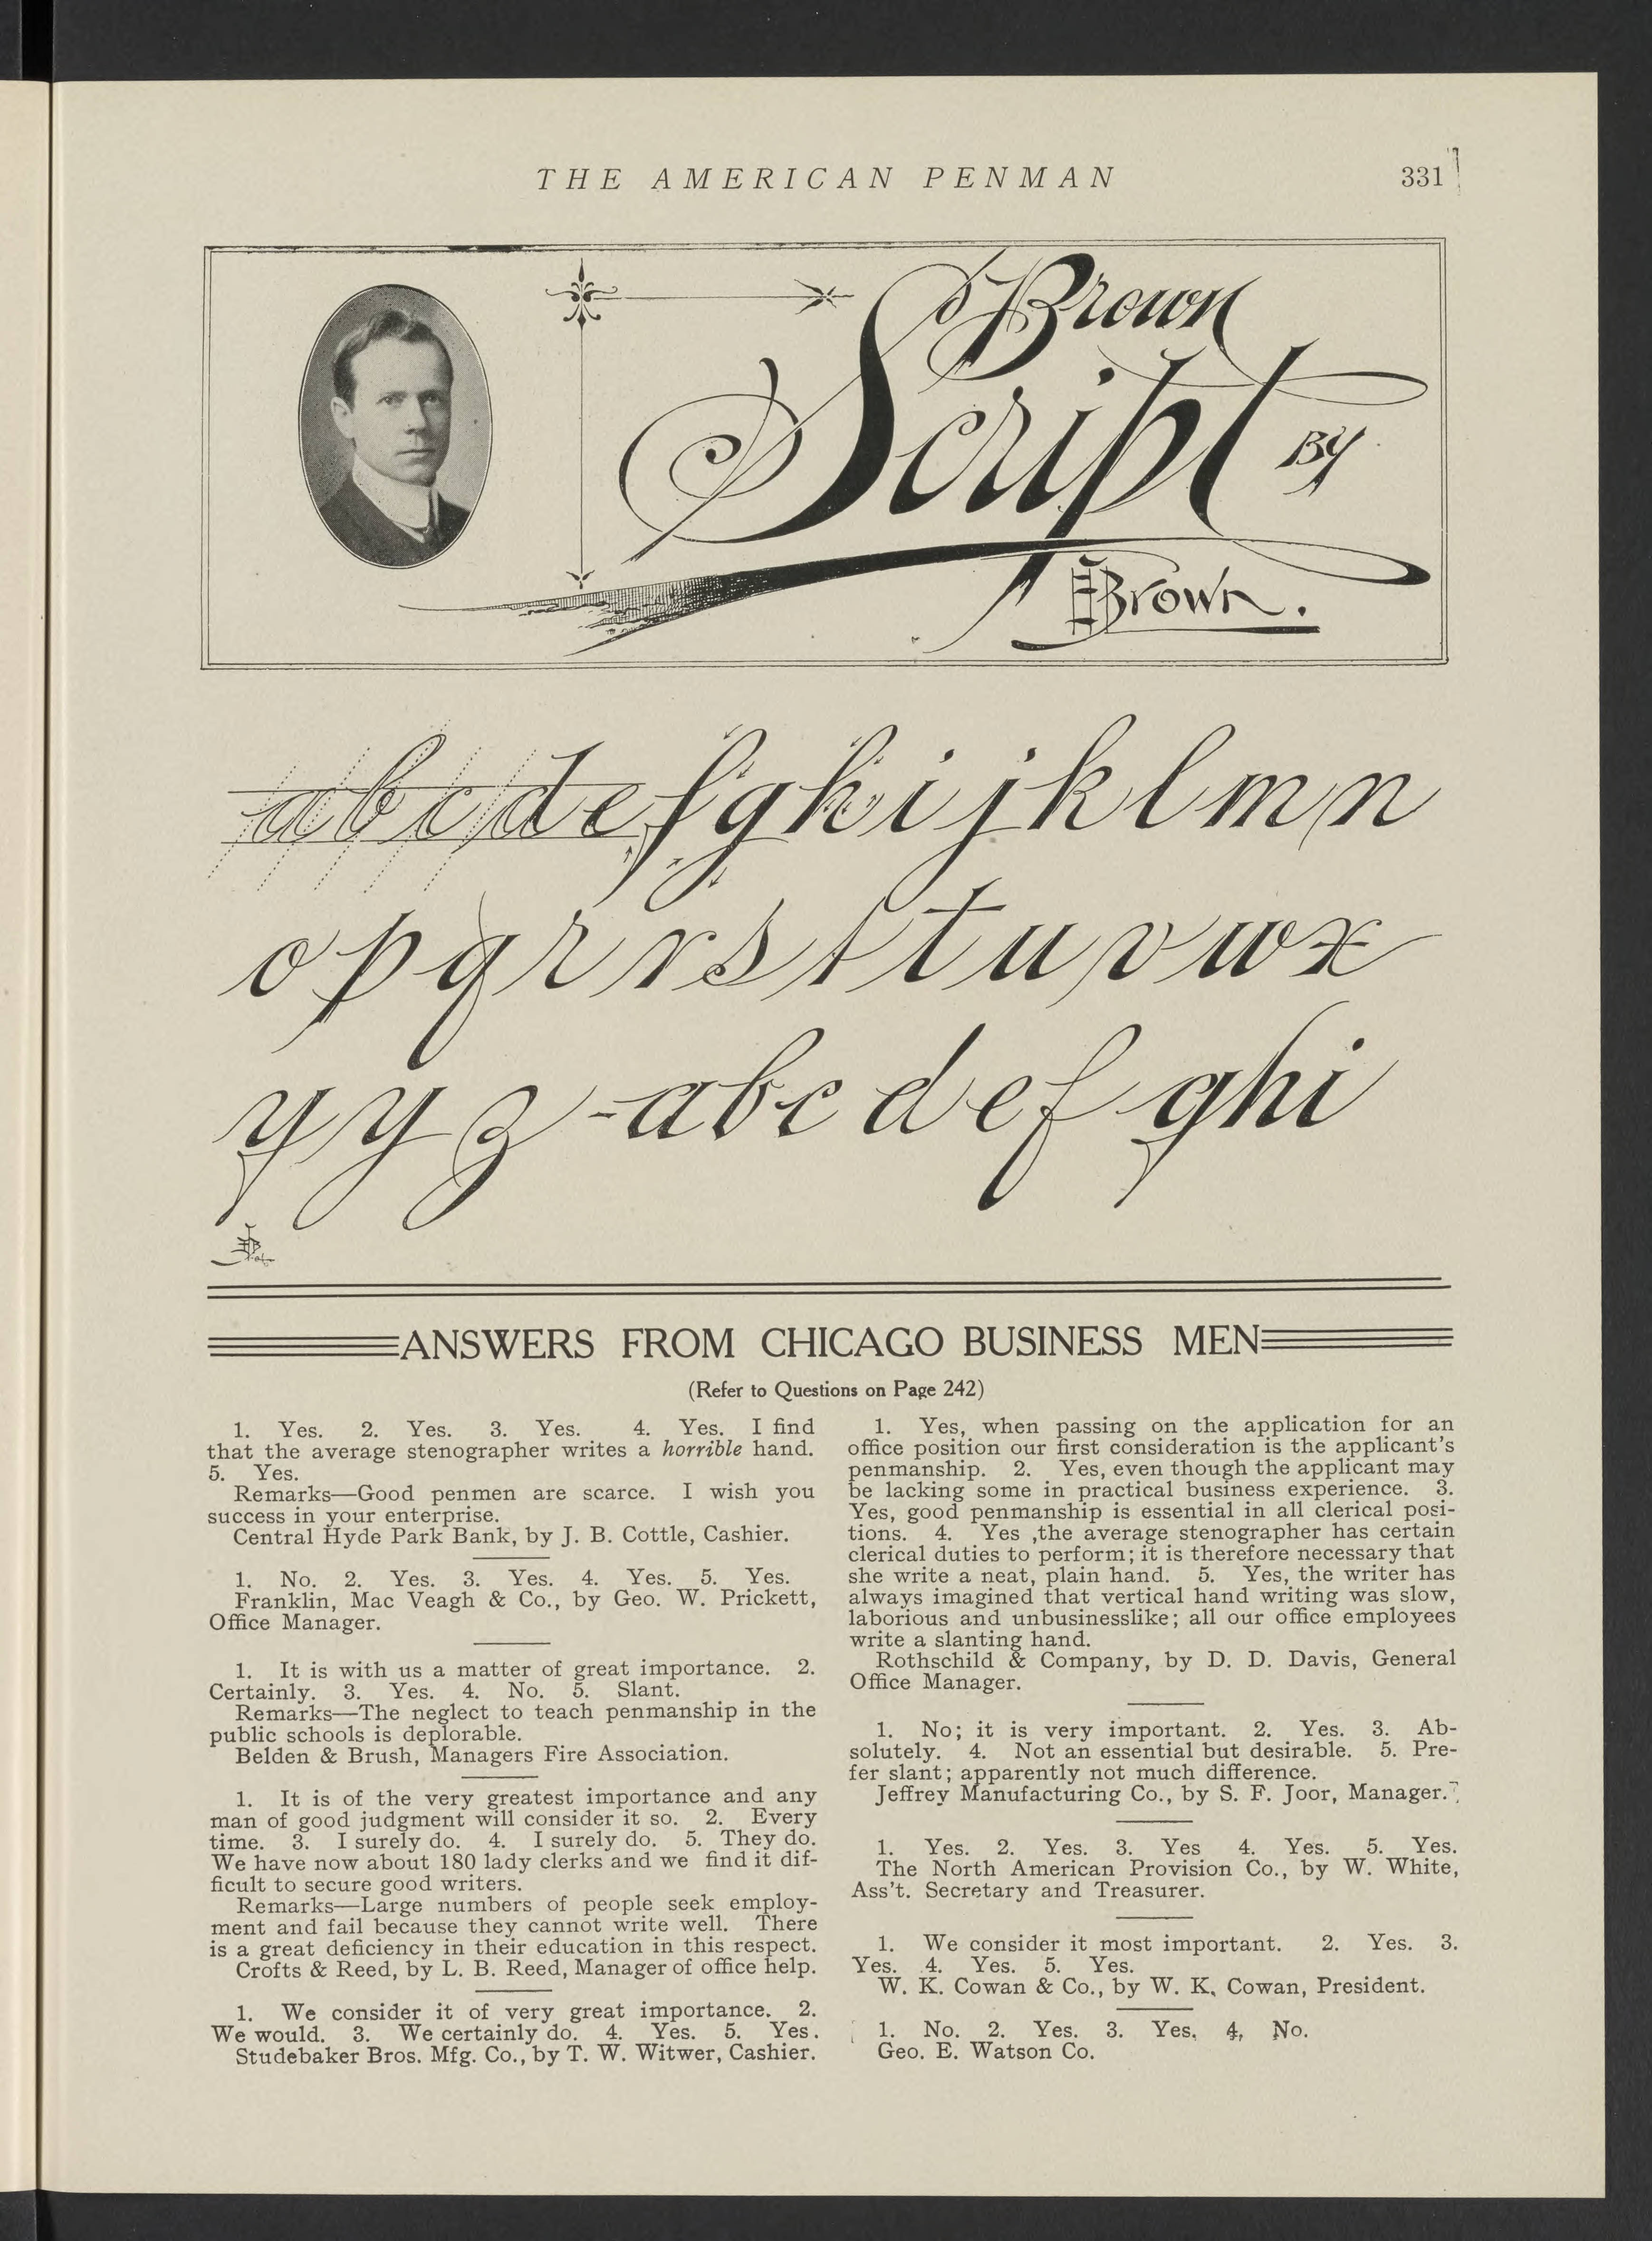 THE AMERICAN PENMAN
331
Brown
Script
BY
Brown.
a b c d e f g h i j k l m n
o p q r r s s t t u v w x
y y z - a b c d e f g h i
ANSWERS FROM CHICAGO BUSINESS MEN
(Refer to Questions on Page 242)
1. Yes. 2. Yes. 3. Yes. 4. Yes. I find
that the average stenographer writes a horrible hand.
5. Yes.
Remarks—Good penmen are scarce. I wish you
success in your enterprise.
Central Hyde Park Bank, by J. B. Cottle, Cashier.
1. No. 2. Yes. 3. Yes. 4. Yes. 5. Yes.
Franklin, Mac Veagh & Co., by Geo. W. Prickett,
Office Manager.
1. It is with us a matter of great importance. 2.
Certainly. 3. Yes. 4. No. 5. Slant.
Remarks—The neglect to teach penmanship in the
public schools is deplorable.
Belden & Brush, Managers Fire Association.
1. It is of the very greatest importance and any
man of good judgment will consider it so. 2. Every
time. 3. I surely do. 4. I surely do. 5. They do.
We have now about 180 lady clerks and we find it dif-
ficult to secure good writers.
Remarks—Large numbers of people seek employ-
ment and fail because they cannot write well. There
is a great deficiency in their education in this respect.
Crofts & Reed, by L. B. Reed, Manager of office help.
1. We consider it of very great importance. 2.
We would. 3. We certainly do. 4. Yes. 5. Yes.
Studebaker Bros. Mfg. Co., by T. W. Witwer, Cashier.
1. Yes, when passing on the application for an
office position our first consideration is the applicant's
penmanship. 2. Yes, even though the applicant may
be lacking some in practical business experience. 3.
Yes, good penmanship is essential in all clerical posi-
tions. 4. Yes ,the average stenographer has certain
clerical duties to perform; it is therefore necessary that
she write a neat, plain hand. 5. Yes, the writer has
always imagined that vertical hand writing was slow,
laborious and unbusinesslike; all our office employees
write a slanting hand.
Rothschild & Company, by D. D. Davis, General
Office Manager.
1. No; it is very important. 2. Yes. 3. Ab-
solutely. 4. Not an essential but desirable. 5. Pre-
fer slant; apparently not much difference.
Jeffrey Manufacturing Co., by S. F. Joor, Manager.
1. Yes. 2. Yes. 3. Yes 4. Yes. 5. Yes.
The North American Provision Co., by W. White,
Ass't. Secretary and Treasurer.
1. We consider it most important. 2. Yes. 3.
Yes. 4. Yes. 5. Yes.
W. K. Cowan & Co., by W. K. Cowan, President.
1. No. 2. Yes. 3. Yes. 4, No.
Geo. E. Watson Co.